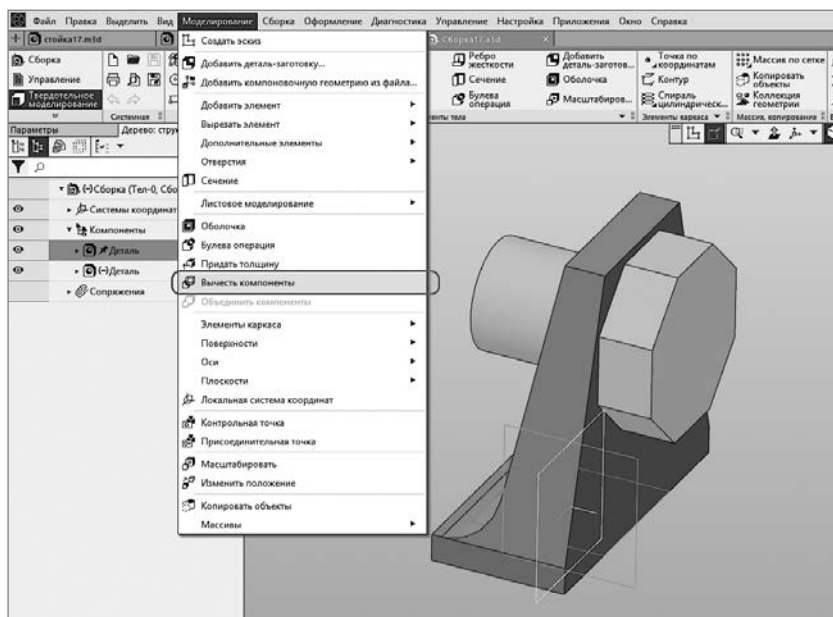 Файл Правка Выделить Вид Моделирование Сборка Оформление Диагностика Управление Настройка Приложения Окно Справка
стойка17.m3d
Сборка17.a3d
Сборка
Управление
Твердотельное моделирование
Системная
Создать эскиз
Добавить деталь-заготовку...
Добавить компоновочную геометрию из файла...
Добавить элемент
Вырезать элемент
Дополнительные элементы
Отверстия
Сечение
Листовое моделирование
Оболочка
Булева операция
Придать толщину
Вычесть компоненты
Объединить компоненты
Элементы каркаса
Поверхности
Оси
Плоскости
Локальная система координат
Контрольная точка
Присоединительная точка
Масштабировать
Изменить положение
Копировать объекты
Массивы
Ребро жесткости
Сечение
Булева операция
Добавить деталь-заготов...
Оболочка
Масштабиров...
Точка по координатам
Контур
Спираль цилиндрическ...
Массив по сетке
Копировать объекты
Коллекция геометрии
енты тела
Элементы каркаса
Массив, копирование
Параметры
Дерево: стру
(-)Сборка (Тел-0, Сбо
Системы координат
Компоненты
Деталь
(-)Деталь
Сопряжения